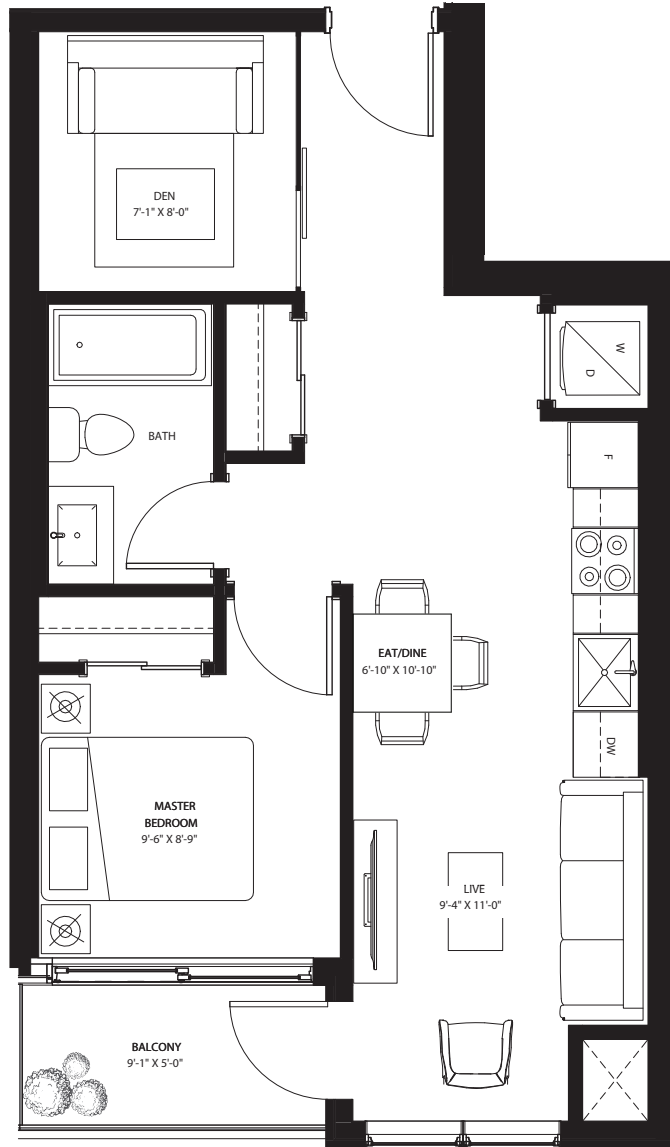 DEN
7'-1" X 8'-0"
W
D
BATH
F
EAT/DINE
6'-10" X 10'-10"
DW
MASTER
BEDROOM
9'-6" X 8'-9"
LIVE
9'-4" X 11'-0"
BALCONY
9'-1" X 5'-0"